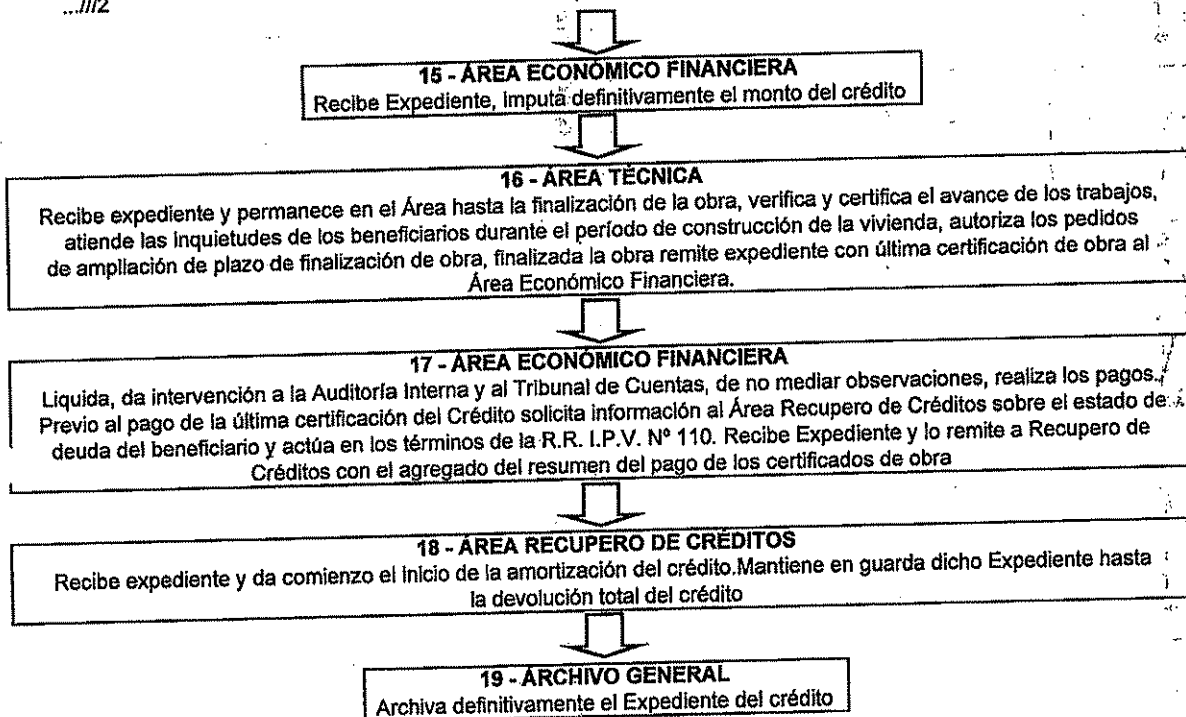 ...///2
15 - ÁREA ECONÓMICO FINANCIERA
Recibe Expediente, imputa definitivamente el monto del crédito
16 - ÁREA TÉCNICA
Recibe expediente y permanece en el Área hasta la finalización de la obra, verifica y certifica el avance de los trabajos,
atiende las inquietudes de los beneficiarios durante el período de construcción de la vivienda, autoriza los pedidos
de ampliación de plazo de finalización de obra, finalizada la obra remite expediente con última certificación de obra al
Área Económico Financiera.
17 - ÁREA ECONÓMICO FINANCIERA
Liquida, da intervención a la Auditoría Interna y al Tribunal de Cuentas, de no mediar observaciones, realiza los pagos.
Previo al pago de la última certificación del Crédito solicita información al Área Recupero de Créditos sobre el estado de
deuda del beneficiario y actúa en los términos de la R.R. I.P.V. Nº 110. Recibe Expediente y lo remite a Recupero de
Créditos con el agregado del resumen del pago de los certificados de obra
18 - ÁREA RECUPERO DE CRÉDITOS
Recibe expediente y da comienzo el inicio de la amortización del crédito.Mantiene en guarda dicho Expediente hasta
la devolución total del crédito
19 - ARCHIVO GENERAL
Archiva definitivamente el Expediente del crédito